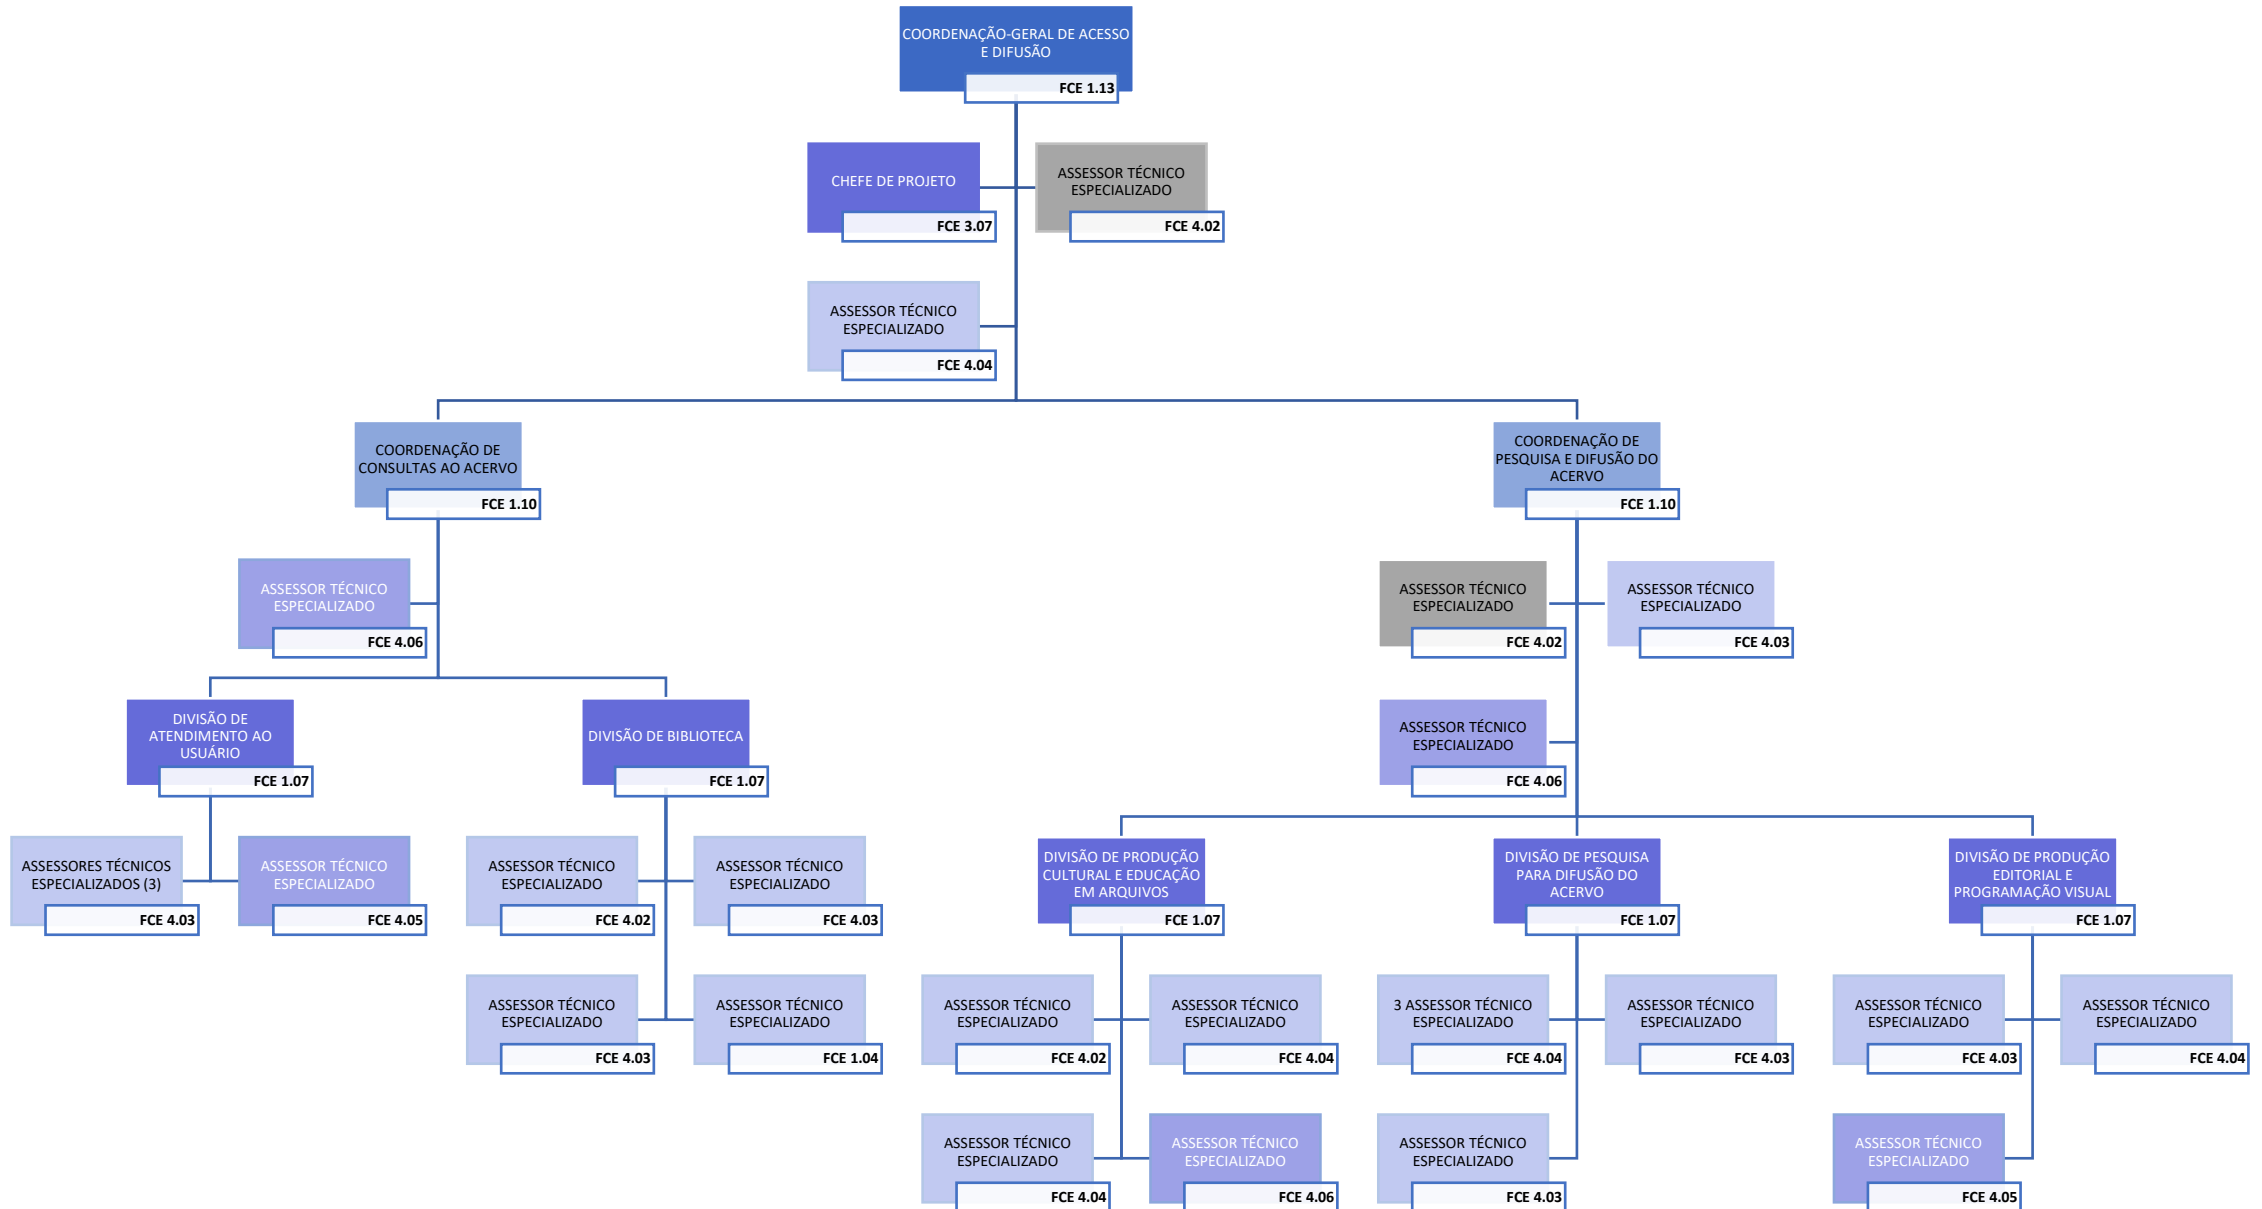 COORDENAÇÃO-GERAL DE ACESSO
E DIFUSÃO
FCE 1.13
CHEFE DE PROJETO
FCE 3.07
ASSESSOR TÉCNICO
ESPECIALIZADO
FCE 4.02
ASSESSOR TÉCNICO
ESPECIALIZADO
FCE 4.04
COORDENAÇÃO DE
CONSULTAS AO ACERVO
FCE 1.10
COORDENAÇÃO DE
PESQUISA E DIFUSÃO DO
ACERVO
FCE 1.10
ASSESSOR TÉCNICO
ESPECIALIZADO
FCE 4.06
ASSESSOR TÉCNICO
ESPECIALIZADO
FCE 4.02
ASSESSOR TÉCNICO
ESPECIALIZADO
FCE 4.03
DIVISÃO DE
ATENDIMENTO AO
USUÁRIO
FCE 1.07
DIVISÃO DE BIBLIOTECA
FCE 1.07
ASSESSOR TÉCNICO
ESPECIALIZADO
FCE 4.06
ASSESSORES TÉCNICOS
ESPECIALIZADOS (3)
FCE 4.03
ASSESSOR TÉCNICO
ESPECIALIZADO
FCE 4.05
ASSESSOR TÉCNICO
ESPECIALIZADO
FCE 4.02
ASSESSOR TÉCNICO
ESPECIALIZADO
FCE 4.03
DIVISÃO DE PRODUÇÃO
CULTURAL E EDUCAÇÃO
EM ARQUIVOS
FCE 1.07
DIVISÃO DE PESQUISA
PARA DIFUSÃO DO
ACERVO
FCE 1.07
DIVISÃO DE PRODUÇÃO
EDITORIAL E
PROGRAMAÇÃO VISUAL
FCE 1.07
ASSESSOR TÉCNICO
ESPECIALIZADO
FCE 4.03
ASSESSOR TÉCNICO
ESPECIALIZADO
FCE 1.04
ASSESSOR TÉCNICO
ESPECIALIZADO
FCE 4.02
ASSESSOR TÉCNICO
ESPECIALIZADO
FCE 4.04
3 ASSESSOR TÉCNICO
ESPECIALIZADO
FCE 4.04
ASSESSOR TÉCNICO
ESPECIALIZADO
FCE 4.03
ASSESSOR TÉCNICO
ESPECIALIZADO
FCE 4.03
ASSESSOR TÉCNICO
ESPECIALIZADO
FCE 4.04
ASSESSOR TÉCNICO
ESPECIALIZADO
FCE 4.04
ASSESSOR TÉCNICO
ESPECIALIZADO
FCE 4.06
ASSESSOR TÉCNICO
ESPECIALIZADO
FCE 4.03
ASSESSOR TÉCNICO
ESPECIALIZADO
FCE 4.05